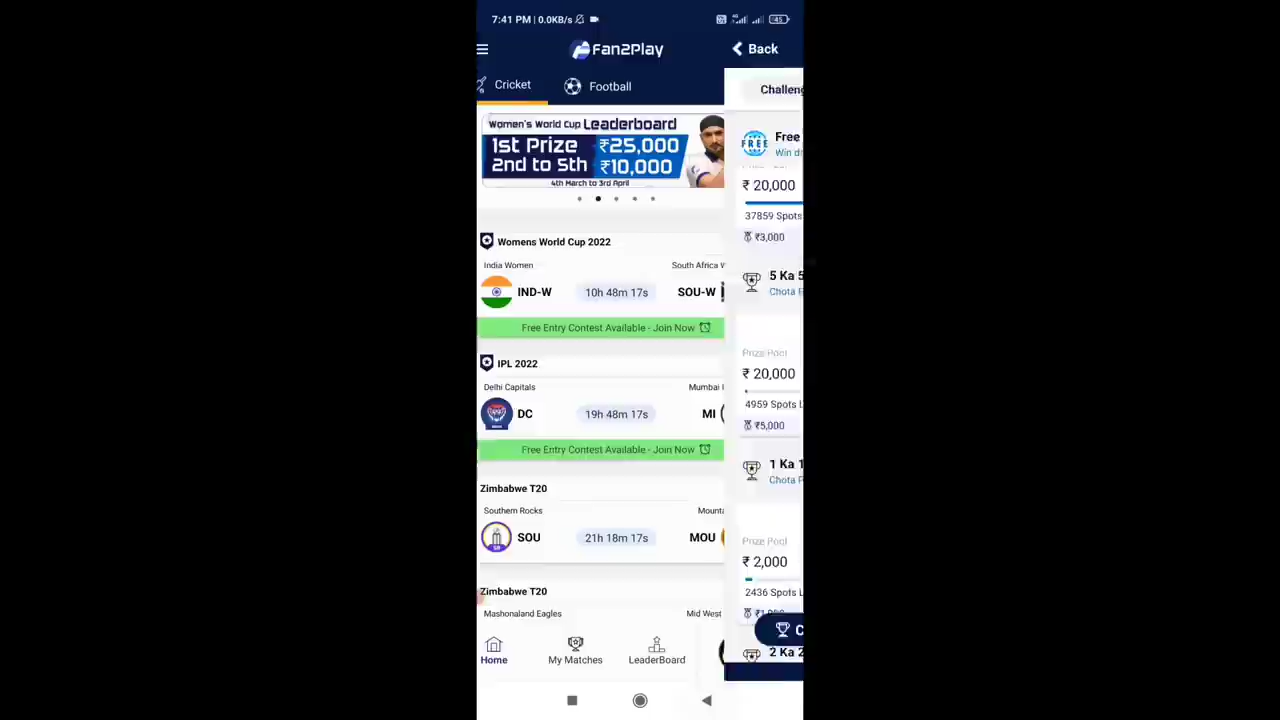 7:41 PM | 0.0KB/s
4G
45
Fan2Play
Back
Cricket
Football
Challeng
Women's World Cup Leaderboard
1st Prize ₹25,000
2nd to 5th ₹10,000
4th March to 3rd April
FREE
Free
₹ 20,000
37859 Spots
₹3,000
Womens World Cup 2022
India Women
South Africa W
IND-W
10h 48m 17s
SOU-W
Free Entry Contest Available - Join Now
5 Ka 5
Prize Pool
₹ 20,000
4959 Spots L
₹5,000
IPL 2022
Delhi Capitals
Mumbai I
DC
19h 48m 17s
MI
Free Entry Contest Available - Join Now
1 Ka 1
Chota P
Prize Pool
₹ 2,000
2436 Spots L
Zimbabwe T20
Southern Rocks
Mounta
SOU
21h 18m 17s
MOU
Zimbabwe T20
Mashonaland Eagles
Mid West
C
2 Ka 2
Home
My Matches
LeaderBoard